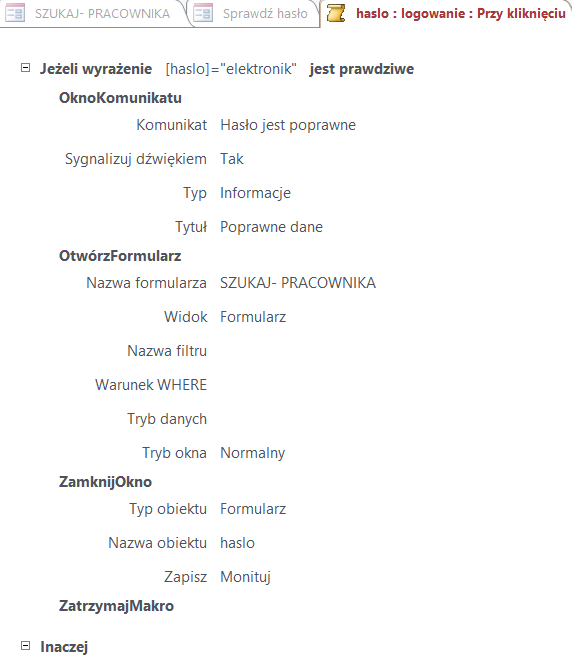 SZUKAJ- PRACOWNIKA Sprawdź hasło haslo : logowanie : Przy kliknięciu
Jeżeli wyrażenie [haslo]="elektronik" jest prawdziwe
OknoKomunikatu
Komunikat Hasło jest poprawne
Sygnalizuj dźwiękiem Tak
Typ Informacje
Tytuł Poprawne dane
OtwórzFormularz
Nazwa formularza SZUKAJ- PRACOWNIKA
Widok Formularz
Nazwa filtru
Warunek WHERE
Tryb danych
Tryb okna Normalny
ZamknijOkno
Typ obiektu Formularz
Nazwa obiektu haslo
Zapisz Monituj
ZatrzymajMakro
Inaczej